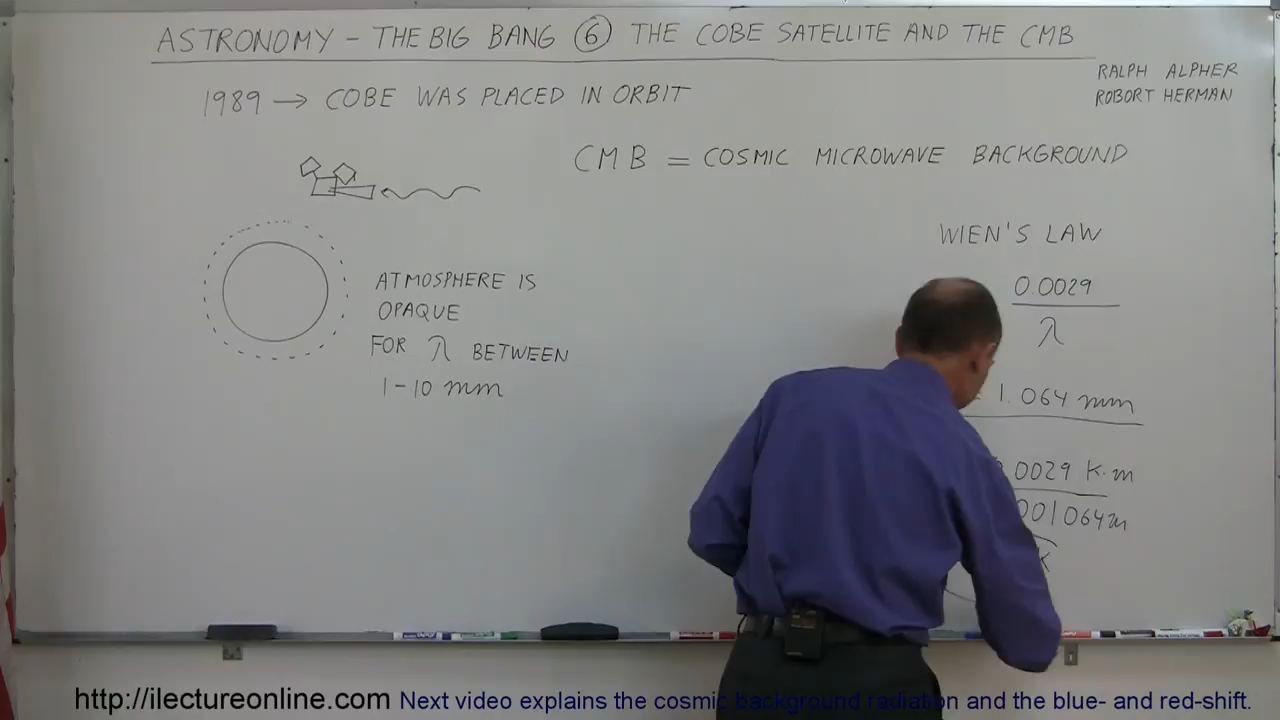 ASTRONOMY - THE BIG BANG ⑥ THE COBE SATELLITE AND THE CMB
RALPH ALPHER
ROBORT HERMAN
1989 → COBE WAS PLACED IN ORBIT
CMB = COSMIC MICROWAVE BACKGROUND
WIEN'S LAW
0.0029
λ
ATMOSPHERE IS
OPAQUE
FOR λ BETWEEN
1-10 mm
1.064 mm
.0029 K·m
001064m
K
http://ilectureonline.com Next video explains the cosmic background radiation and the blue- and red-shift.